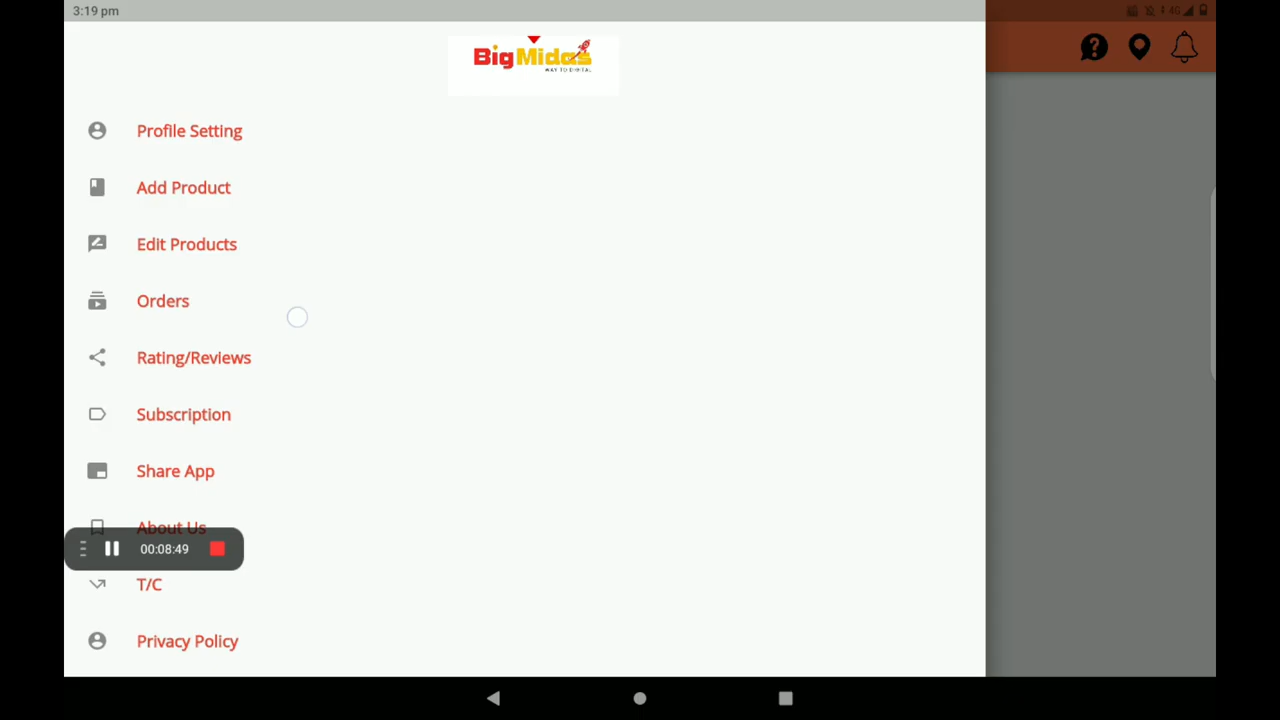 3:19 pm
4G
BigMidas
WAY TO DIGITAL
Profile Setting
Add Product
Edit Products
Orders
Rating/Reviews
Subscription
Share App
About Us
00:08:49
T/C
Privacy Policy